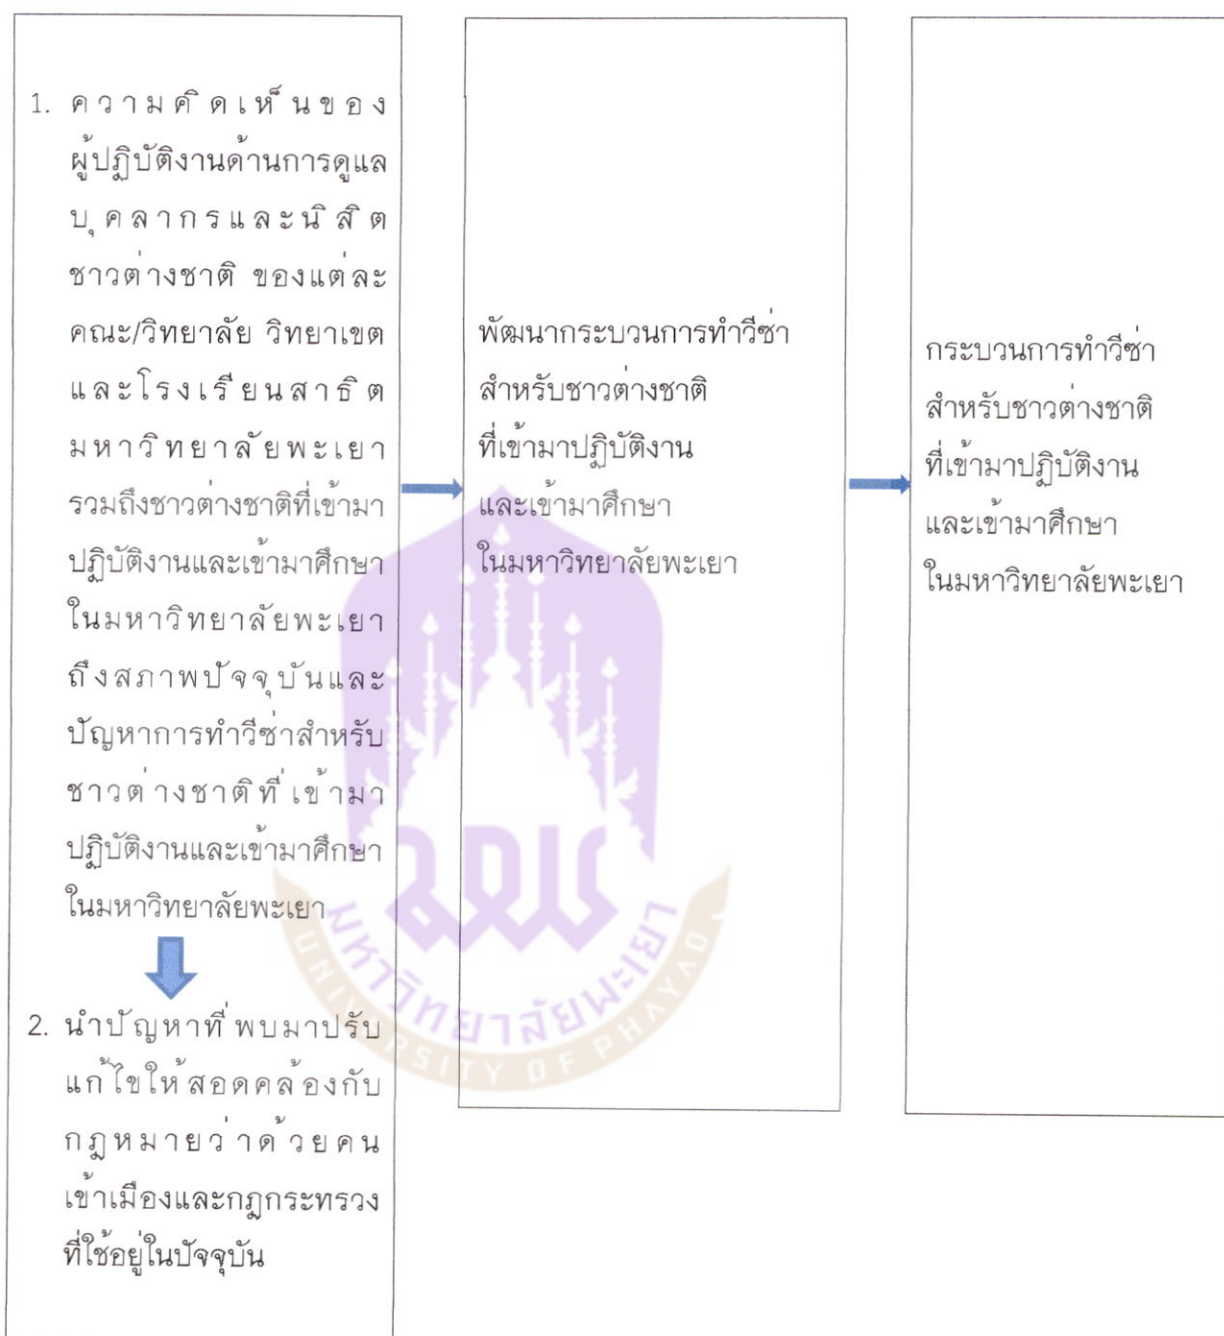 1. ความคิดเห็นของ
ผู้ปฏิบัติงานด้านการดูแล
บุคลากรและนิสิต
ชาวต่างชาติ ของแต่ละ
คณะ/วิทยาลัย วิทยาเขต
และโรงเรียนสาธิต
มหาวิทยาลัยพะเยา
รวมถึงชาวต่างชาติที่เข้ามา
ปฏิบัติงานและเข้ามาศึกษา
ในมหาวิทยาลัยพะเยา
ถึงสภาพปัจจุบันและ
ปัญหาการทำวีซ่าสำหรับ
ชาวต่างชาติที่เข้ามา
ปฏิบัติงานและเข้ามาศึกษา
ในมหาวิทยาลัยพะเยา
2. นำปัญหาที่พบมาปรับ
แก้ไขให้สอดคล้องกับ
กฎหมายว่าด้วยคน
เข้าเมืองและกฎกระทรวง
ที่ใช้อยู่ในปัจจุบัน
พัฒนากระบวนการทำวีซ่า
สำหรับชาวต่างชาติ
ที่เข้ามาปฏิบัติงาน
และเข้ามาศึกษา
ในมหาวิทยาลัยพะเยา
กระบวนการทำวีซ่า
สำหรับชาวต่างชาติ
ที่เข้ามาปฏิบัติงาน
และเข้ามาศึกษา
ในมหาวิทยาลัยพะเยา
มหาวิทยาลัยพะเยา
UNIVERSITY OF PHAYAO